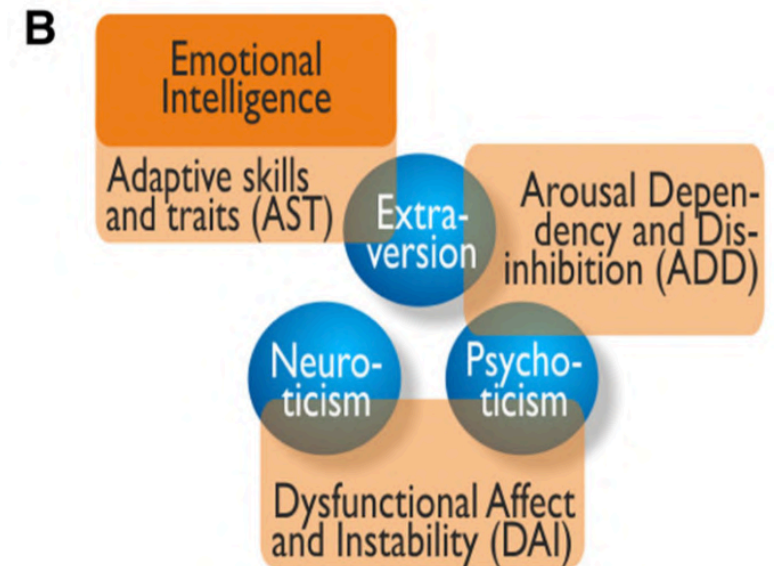 B
Emotional
Intelligence
Adaptive skills
and traits (AST)
Extra-
version
Arousal Depen-
dency and Dis-
inhibition (ADD)
Neuro-
ticism
Psycho-
ticism
Dysfunctional Affect
and Instability (DAI)